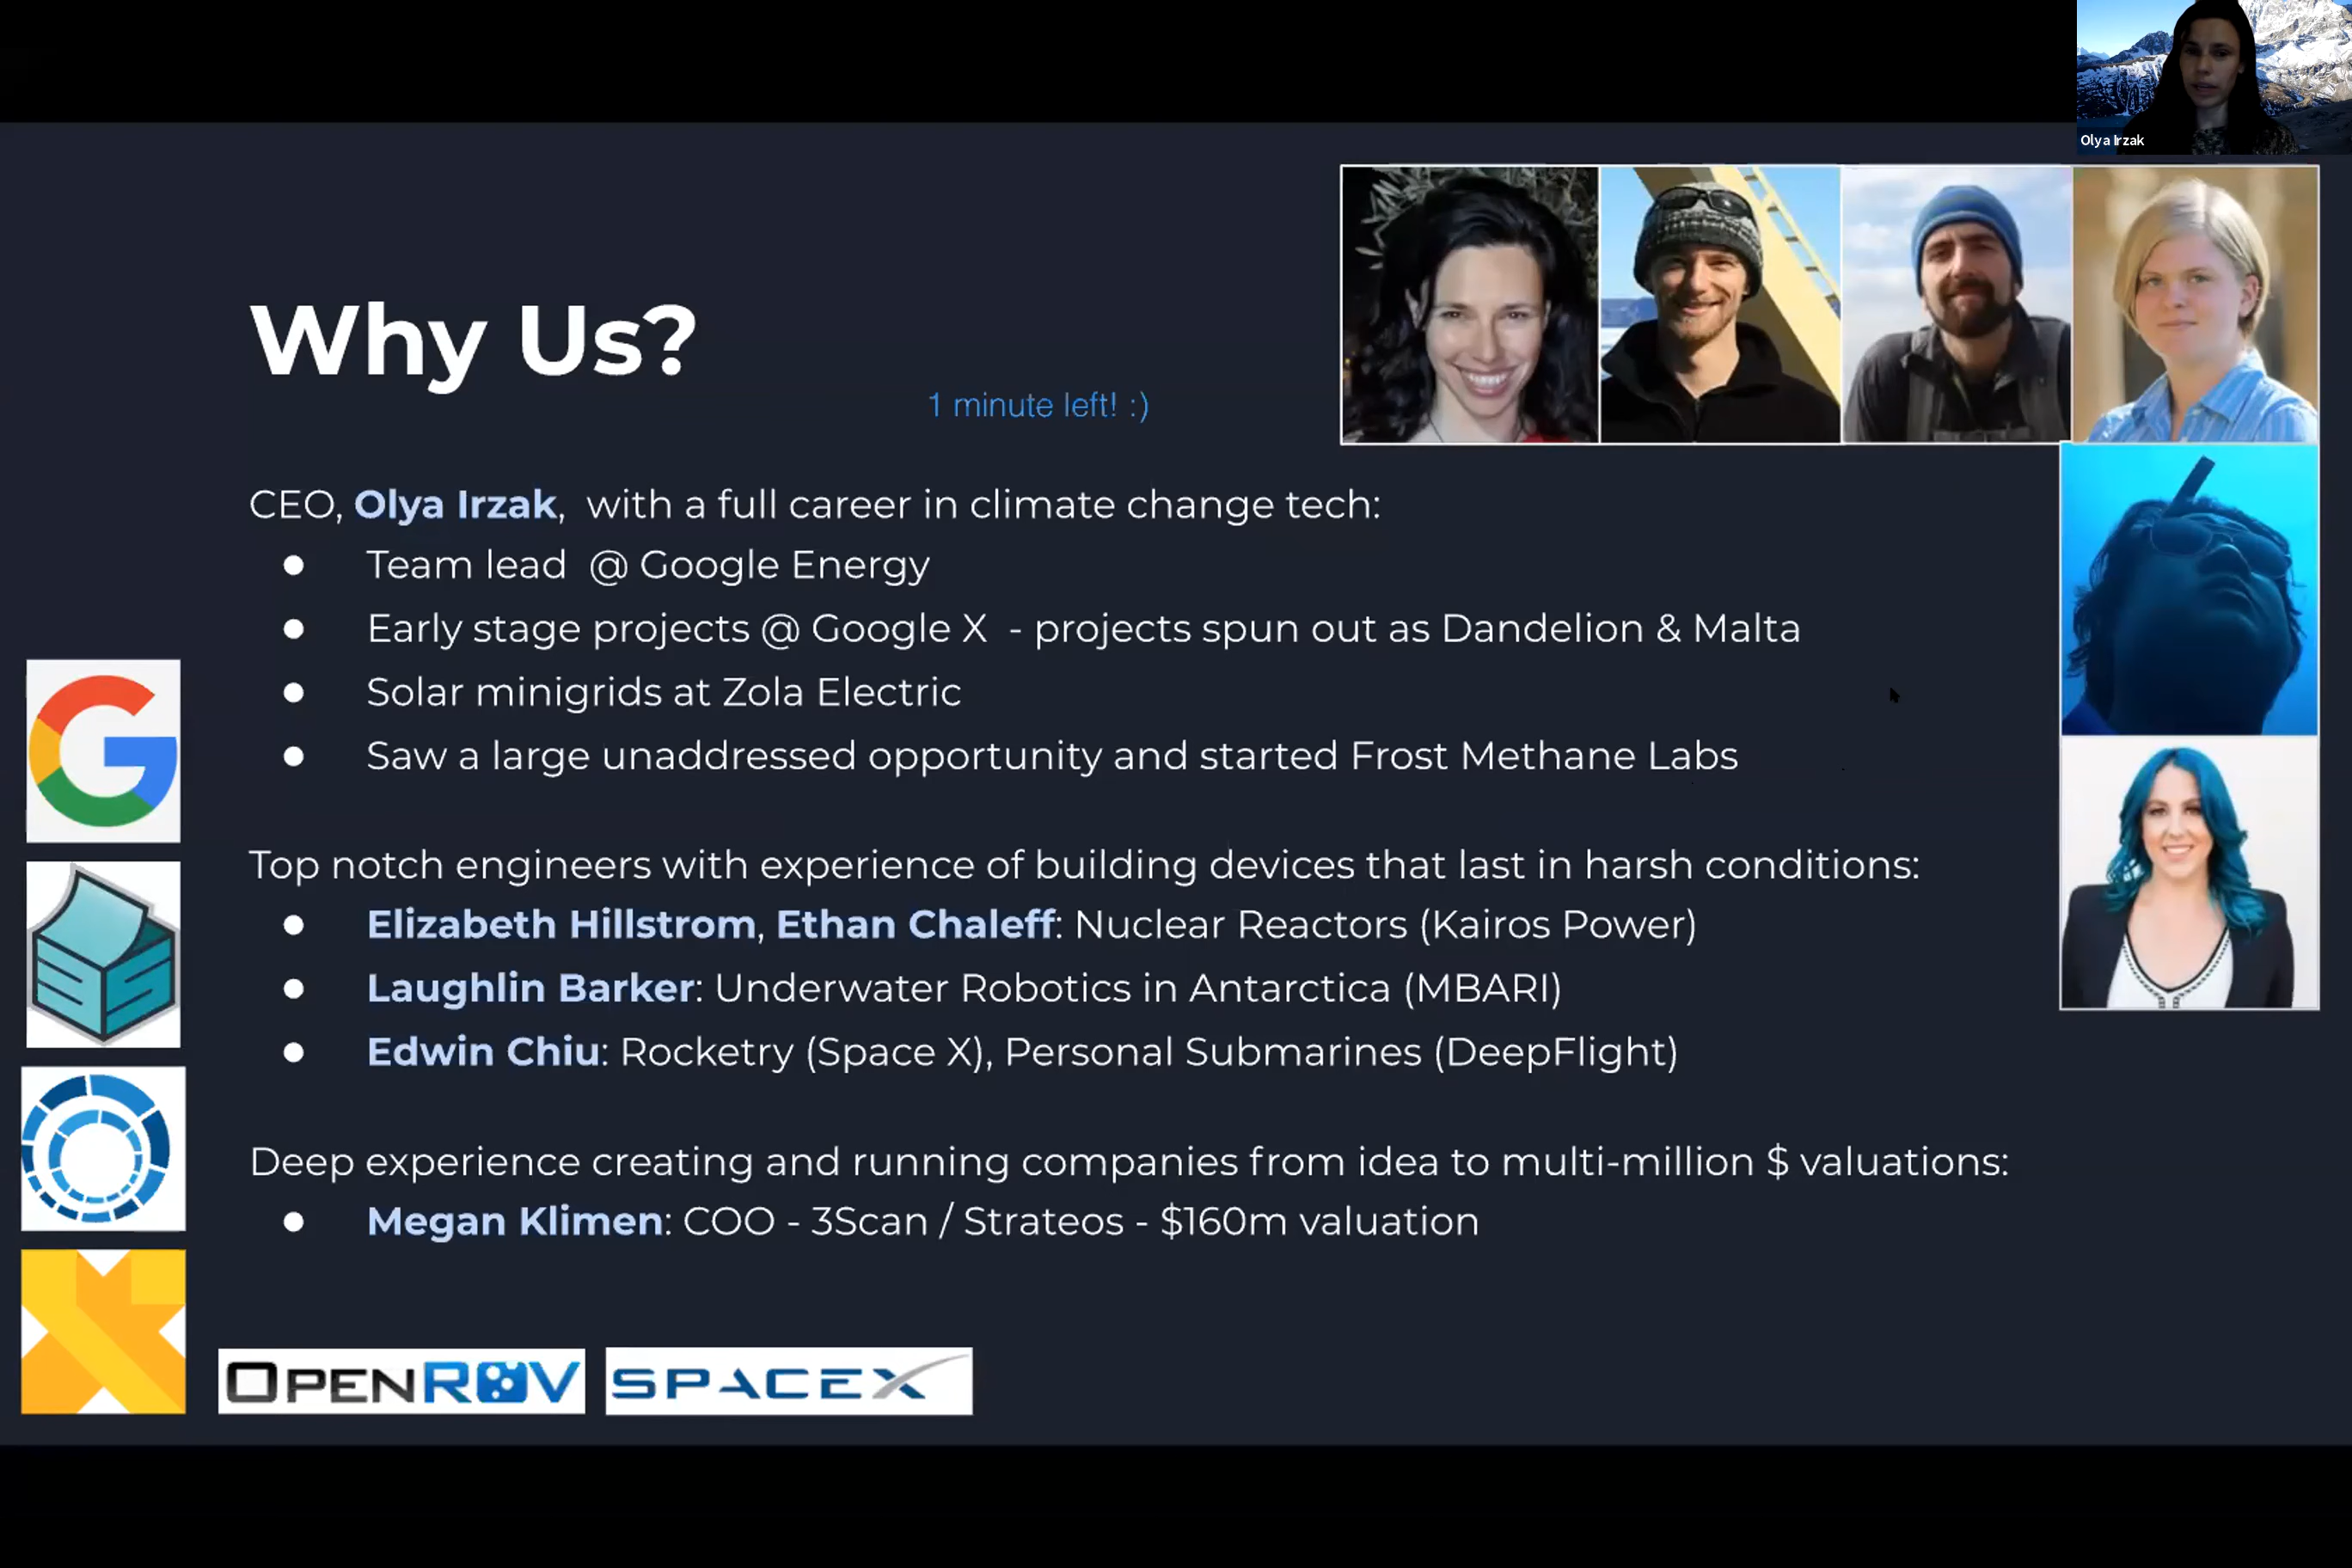 Olya Irzak
Why Us?
1 minute left! :)
CEO, Olya Irzak, with a full career in climate change tech:
● Team lead @ Google Energy
● Early stage projects @ Google X - projects spun out as Dandelion & Malta
● Solar minigrids at Zola Electric
● Saw a large unaddressed opportunity and started Frost Methane Labs
Top notch engineers with experience of building devices that last in harsh conditions:
● Elizabeth Hillstrom, Ethan Chaleff: Nuclear Reactors (Kairos Power)
● Laughlin Barker: Underwater Robotics in Antarctica (MBARI)
● Edwin Chiu: Rocketry (Space X), Personal Submarines (DeepFlight)
Deep experience creating and running companies from idea to multi-million $ valuations:
● Megan Klimen: COO - 3Scan / Strateos - $160m valuation
G
3S
X
OPENROV
SPACEX